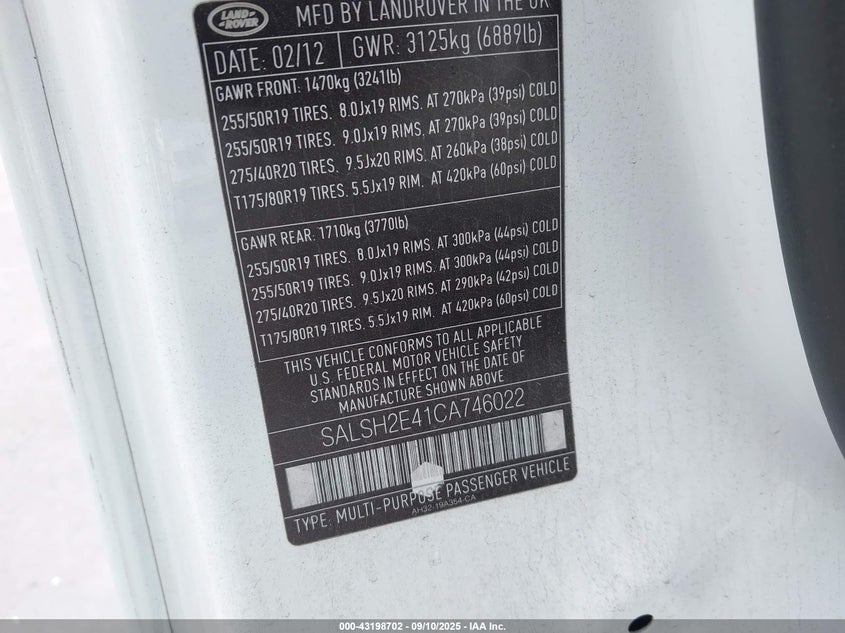 LAND ROVER
MFD BY LANDROVER IN THE UK
DATE: 02/12 GWR: 3125kg (6889lb)
GAWR FRONT: 1470kg (3241lb)
255/50R19 TIRES. 8.0Jx19 RIMS. AT 270kPa (39psi) COLD
255/50R19 TIRES. 9.0Jx19 RIMS. AT 270kPa (39psi) COLD
275/40R20 TIRES. 9.5Jx20 RIMS. AT 260kPa (38psi) COLD
T175/80R19 TIRES. 5.5Jx19 RIM. AT 420kPa (60psi) COLD
GAWR REAR: 1710kg (3770lb)
255/50R19 TIRES. 8.0Jx19 RIMS. AT 300kPa (44psi) COLD
255/50R19 TIRES. 9.0Jx19 RIMS. AT 300kPa (44psi) COLD
275/40R20 TIRES. 9.5Jx20 RIMS. AT 290kPa (42psi) COLD
T175/80R19 TIRES. 5.5Jx19 RIM. AT 420kPa (60psi) COLD
THIS VEHICLE CONFORMS TO ALL APPLICABLE
U.S. FEDERAL MOTOR VEHICLE SAFETY
STANDARDS IN EFFECT ON THE DATE OF
MANUFACTURE SHOWN ABOVE
SALSH2E41CA746022
TYPE: MULTI-PURPOSE PASSENGER VEHICLE
AH32-19A354-CA
000-43198702 - 09/10/2025 - IAA Inc.